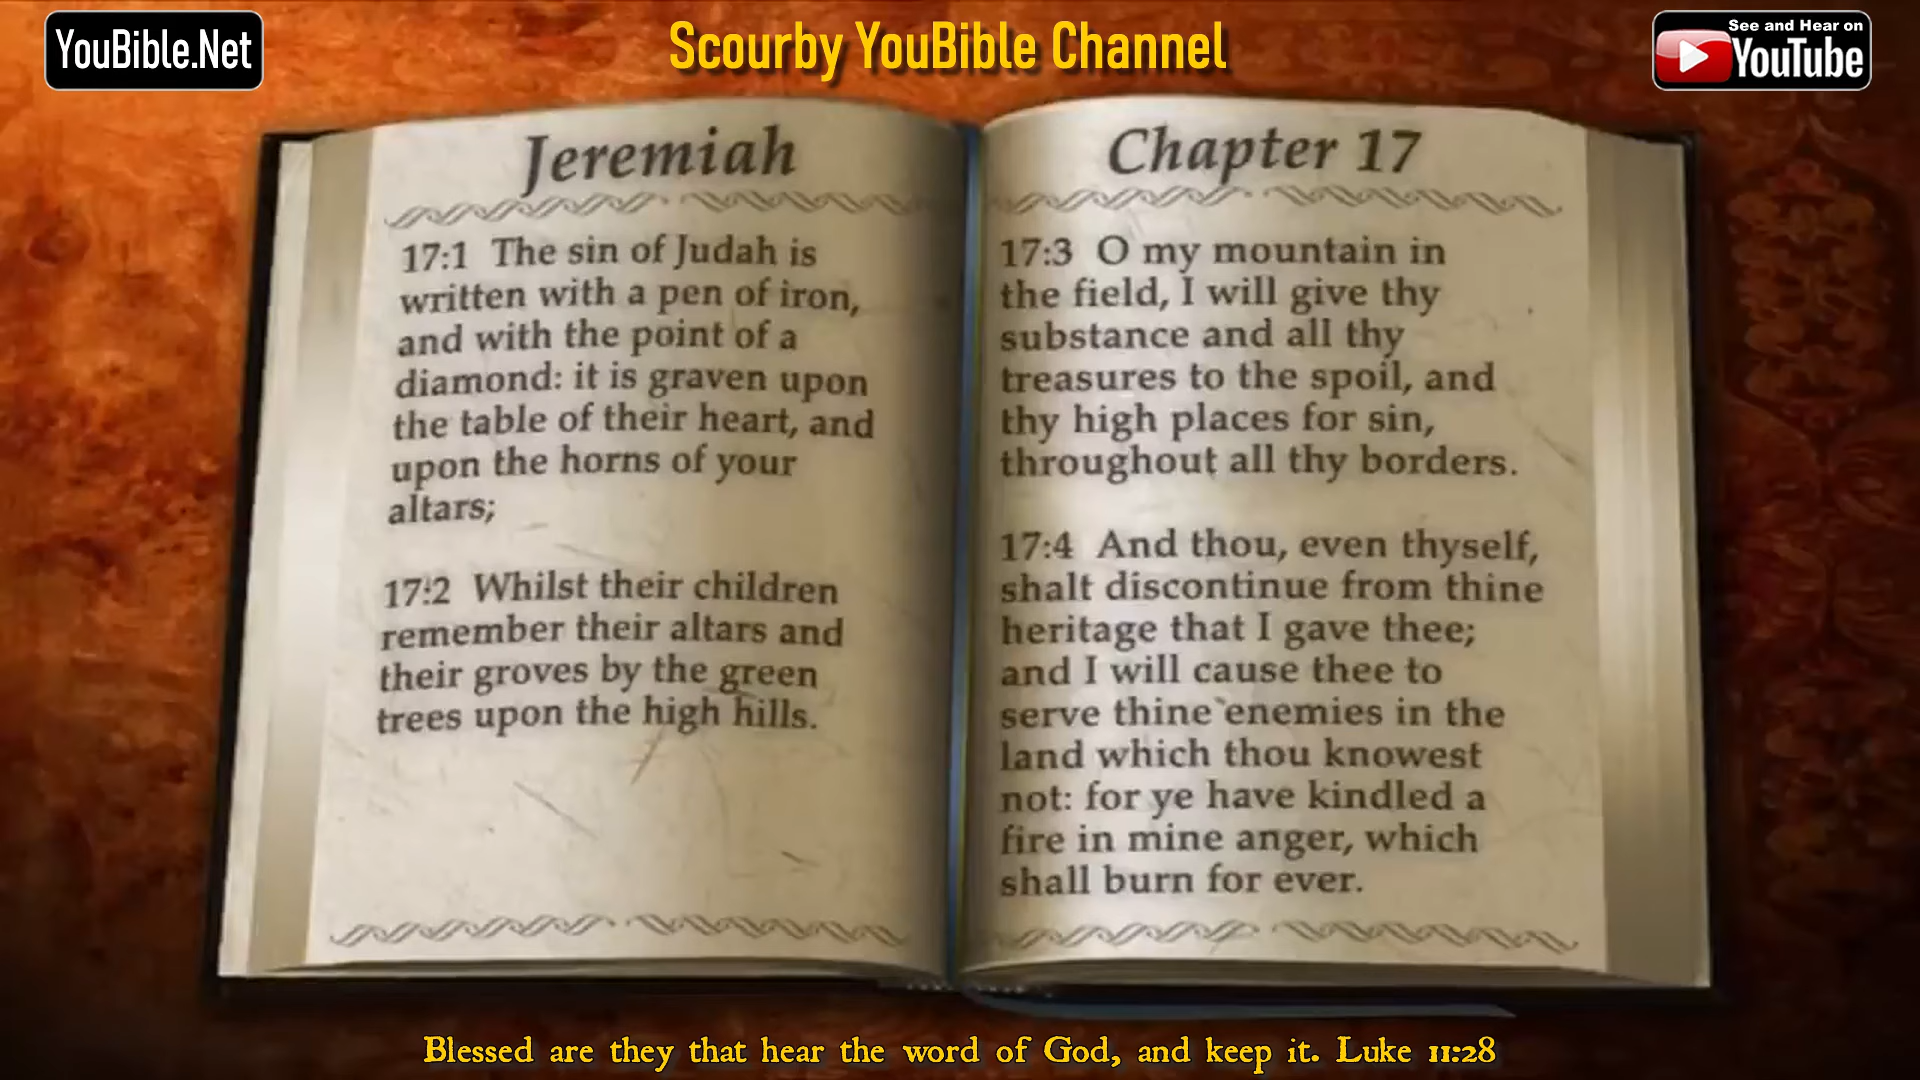 YouBible.Net
Scourby YouBible Channel
See and Hear on
YouTube
Jeremiah
17:1 The sin of Judah is
written with a pen of iron,
and with the point of a
diamond: it is graven upon
the table of their heart, and
upon the horns of your
altars;
17:2 Whilst their children
remember their altars and
their groves by the green
trees upon the high hills.
Chapter 17
17:3 O my mountain in
the field, I will give thy
substance and all thy
treasures to the spoil, and
thy high places for sin,
throughout all thy borders.
17:4 And thou, even thyself,
shalt discontinue from thine
heritage that I gave thee;
and I will cause thee to
serve thine enemies in the
land which thou knowest
not: for ye have kindled a
fire in mine anger, which
shall burn for ever.
Blessed are they that hear the word of God, and keep it. Luke 11:28